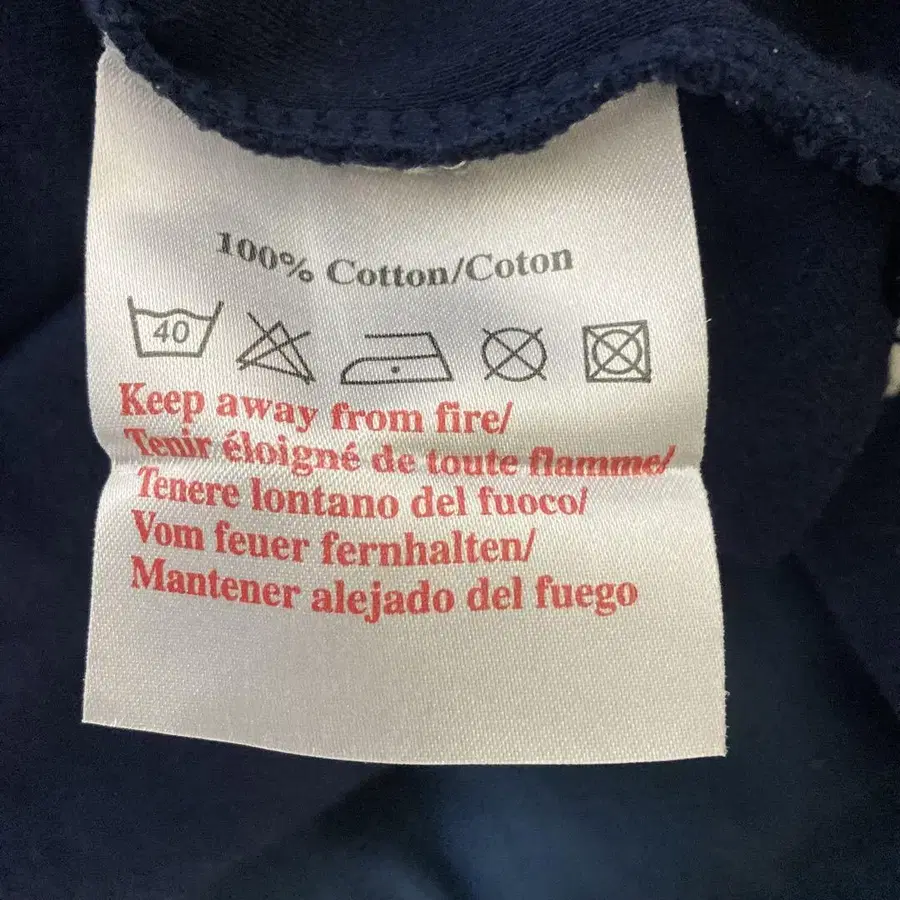 100% Cotton/Coton
40
Keep away from fire/
Tenir éloigné de toute flamme/
Tenere lontano del fuoco/
Vom feuer fernhalten/
Mantener alejado del fuego